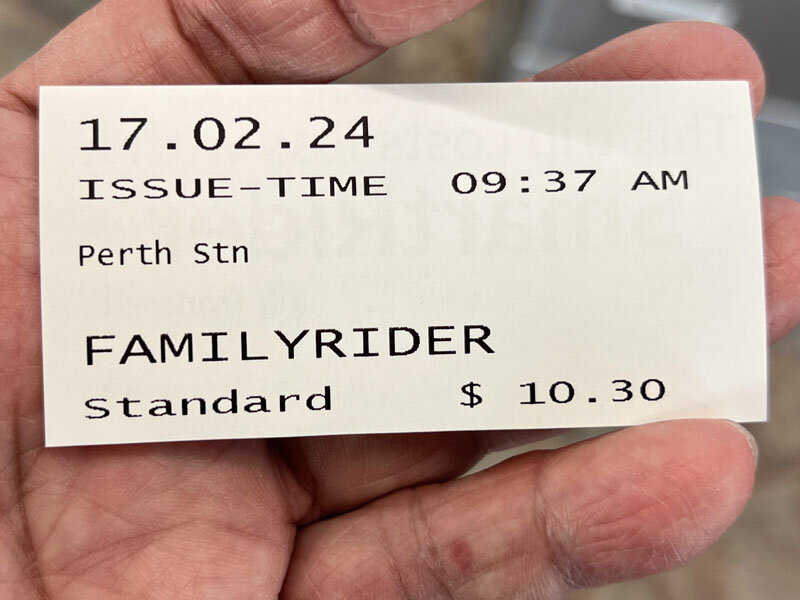 17.02.24
ISSUE-TIME 09:37 AM
Perth Stn
FAMILYRIDER
Standard $ 10.30